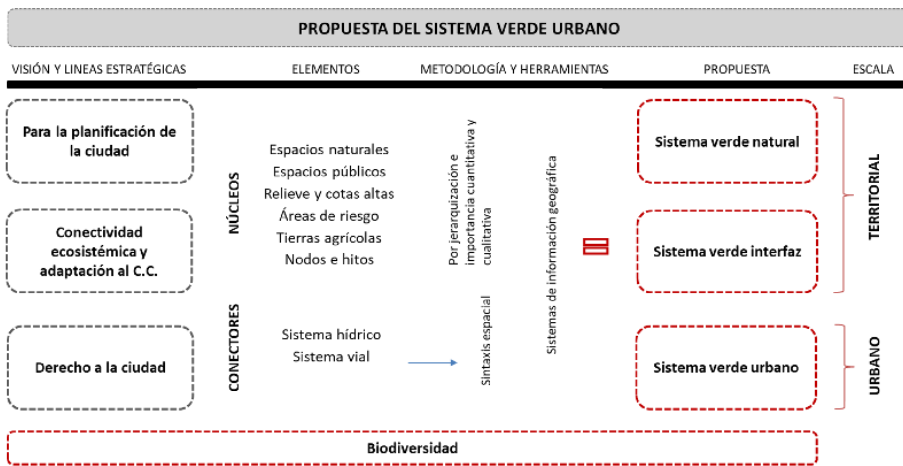 PROPUESTA DEL SISTEMA VERDE URBANO
VISIÓN Y LINEAS ESTRATÉGICAS
ELEMENTOS
METODOLOGÍA Y HERRAMIENTAS
PROPUESTA
ESCALA
Para la planificación de
la ciudad
Conectividad
ecosistémica y
adaptación al C.C.
Derecho a la ciudad
NÚCLEOS
Espacios naturales
Espacios públicos
Relieve y cotas altas
Áreas de riesgo
Tierras agrícolas
Nodos e hitos
CONECTORES
Sistema hídrico
Sistema vial
Por jerarquización e
importancia cuantitativa y
cualitativa
Sintaxis espacial
Sistemas de información geográfica
Sistema verde natural
Sistema verde interfaz
Sistema verde urbano
TERRITORIAL
URBANO
Biodiversidad